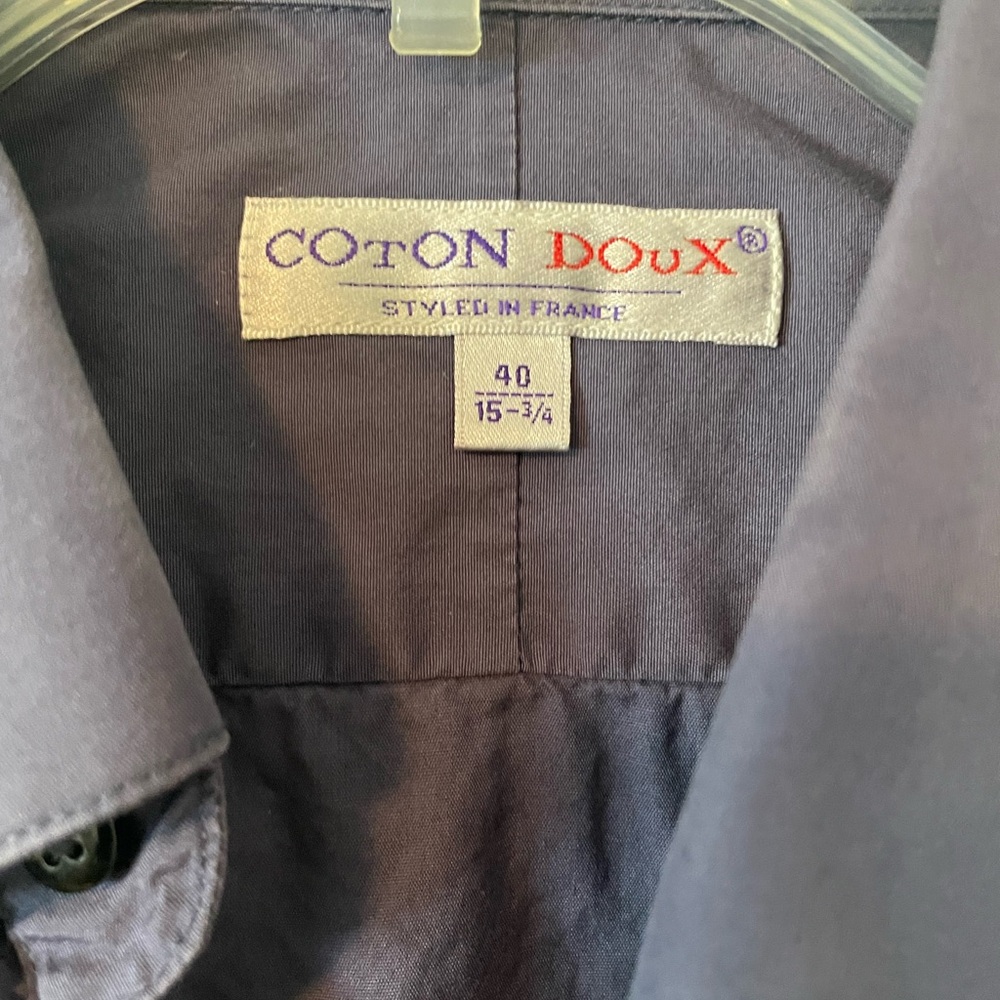 COTON DOUX®
STYLED IN FRANCE
40
15-3/4